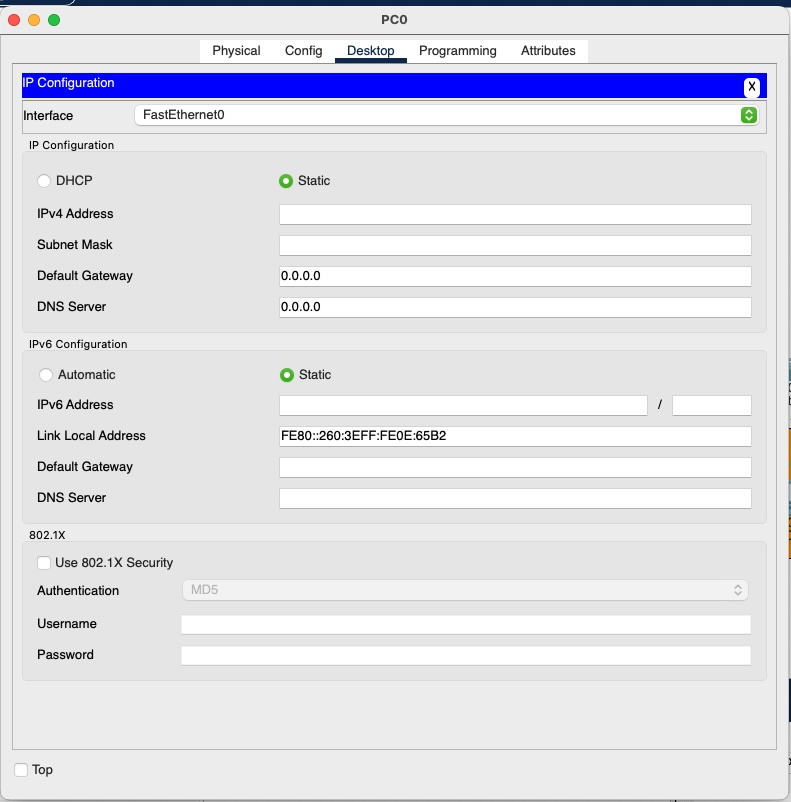 PC0
Physical Config Desktop Programming Attributes
IP Configuration
X
Interface FastEthernet0
IP Configuration
DHCP Static
IPv4 Address
Subnet Mask
Default Gateway 0.0.0.0
DNS Server 0.0.0.0
IPv6 Configuration
Automatic Static
IPv6 Address /
Link Local Address FE80::260:3EFF:FE0E:65B2
Default Gateway
DNS Server
802.1X
Use 802.1X Security
Authentication MD5
Username
Password
Top